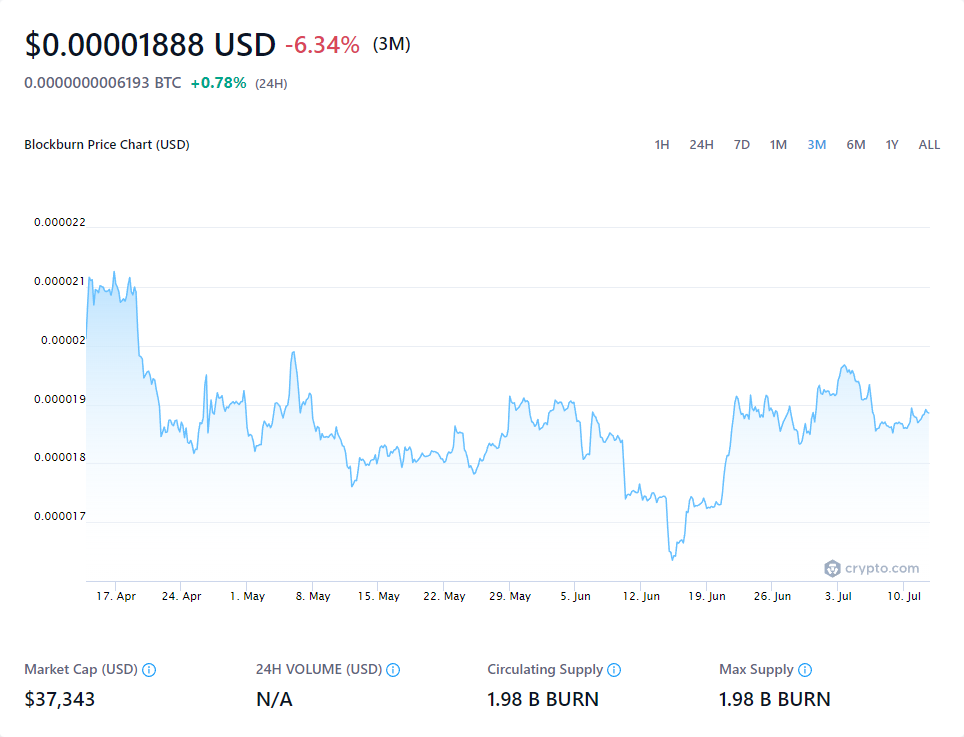 $0.00001888 USD -6.34% (3M)
0.0000000006193 BTC +0.78% (24H)
Blockburn Price Chart (USD) 1H 24H 7D 1M 3M 6M 1Y ALL
0.000022
0.000021
0.00002
0.000019
0.000018
0.000017
crypto.com
17. Apr 24. Apr 1. May 8. May 15. May 22. May 29. May 5. Jun 12. Jun 19. Jun 26. Jun 3. Jul 10. Jul
Market Cap (USD) 24H VOLUME (USD) Circulating Supply Max Supply
$37,343 N/A 1.98 B BURN 1.98 B BURN